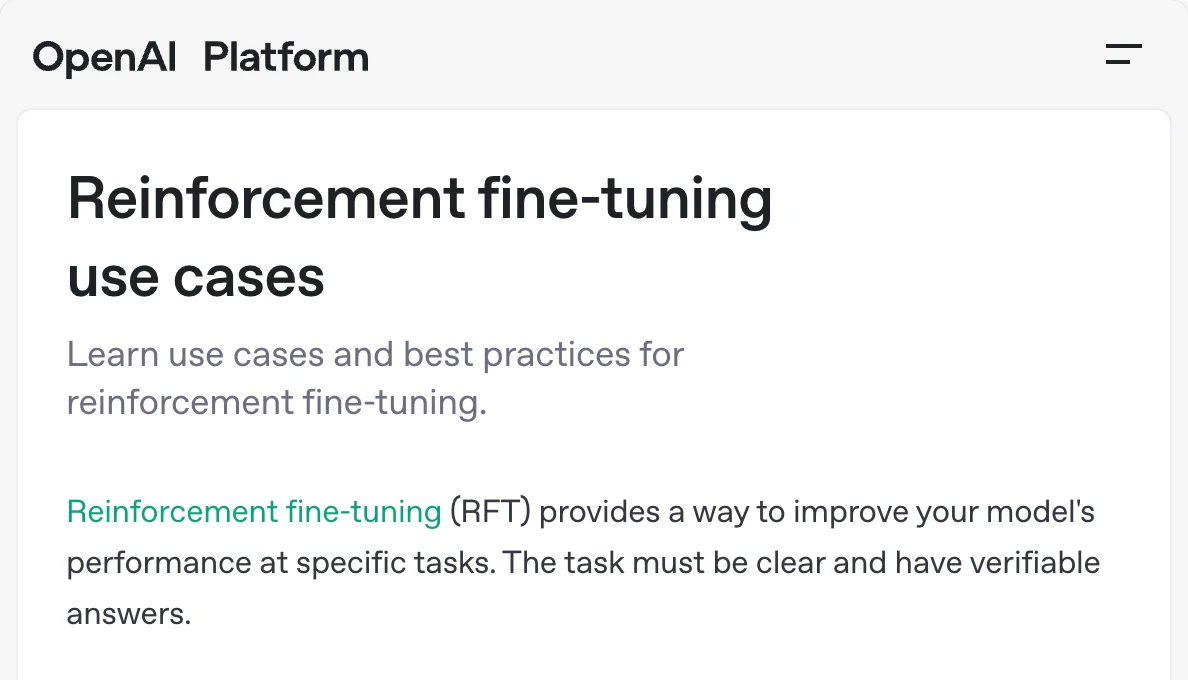 OpenAI Platform
Reinforcement fine-tuning
use cases
Learn use cases and best practices for
reinforcement fine-tuning.
Reinforcement fine-tuning (RFT) provides a way to improve your model's
performance at specific tasks. The task must be clear and have verifiable
answers.